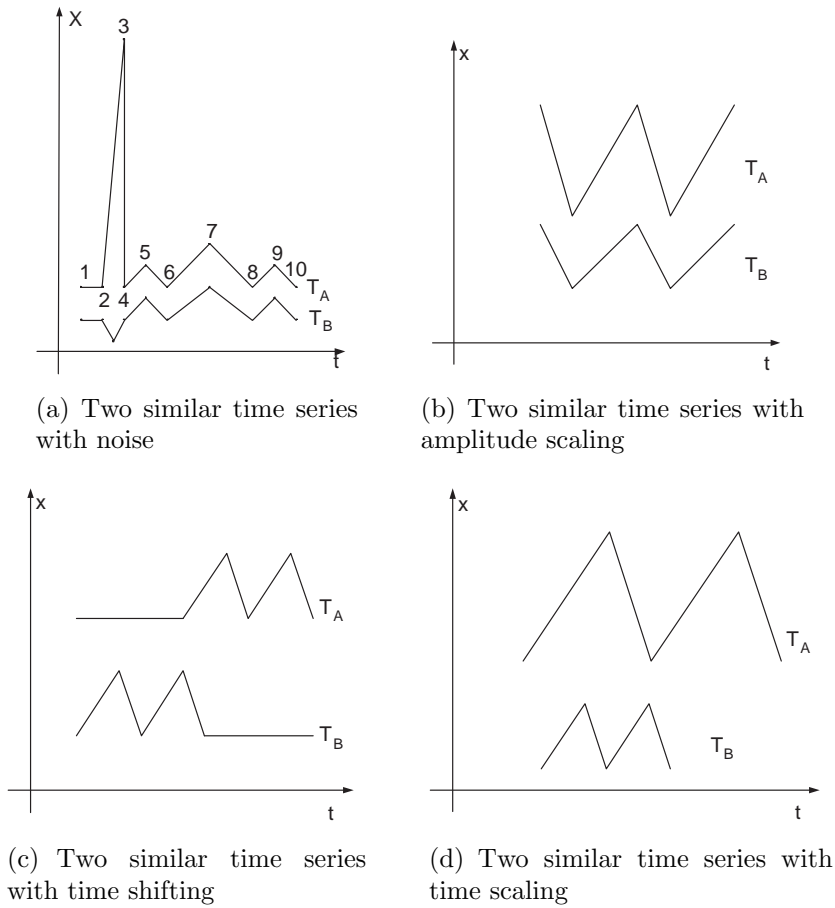 X
3
7
5
9
1
6
8
10
2
4
T_A
T_B
t
(a) Two similar time series
with noise
x
T_A
T_B
t
(b) Two similar time series with
amplitude scaling
x
T_A
T_B
t
(c) Two similar time series
with time shifting
x
T_A
T_B
t
(d) Two similar time series with
time scaling